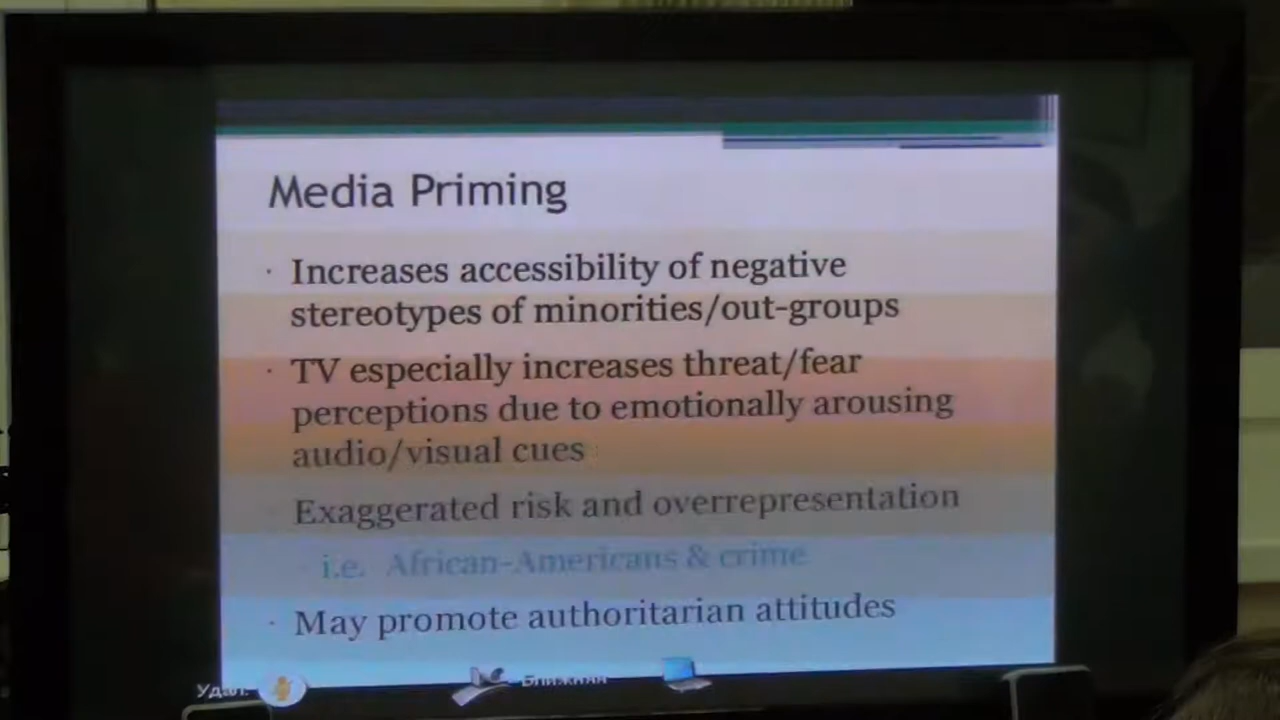 Media Priming
· Increases accessibility of negative
stereotypes of minorities/out-groups
· TV especially increases threat/fear
perceptions due to emotionally arousing
audio/visual cues
Exaggerated risk and overrepresentation
i.e. African-Americans & crime
· May promote authoritarian attitudes
Ближняя